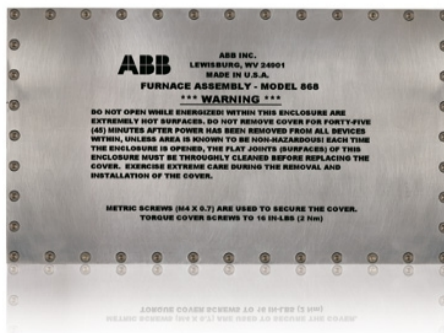 ABB
ABB INC.
LEWISBURG, WV 24901
MADE IN U.S.A.
FURNACE ASSEMBLY - MODEL 868
*** WARNING ***
DO NOT OPEN WHILE ENERGIZED! WITHIN THIS ENCLOSURE ARE
EXTREMELY HOT SURFACES. DO NOT REMOVE COVER FOR FORTY-FIVE
(45) MINUTES AFTER POWER HAS BEEN REMOVED FROM ALL DEVICES
WITHIN, UNLESS AREA IS KNOWN TO BE NON-HAZARDOUS! EACH TIME
THE ENCLOSURE IS OPENED, THE FLAT JOINTS (SURFACES) OF THIS
ENCLOSURE MUST BE THROUGHLY CLEANED BEFORE REPLACING THE
COVER. EXERCISE EXTREME CARE DURING THE REMOVAL AND
INSTALLATION OF THE COVER.
METRIC SCREWS (M4 X 0.7) ARE USED TO SECURE THE COVER.
TORQUE COVER SCREWS TO 16 IN-LBS (2 Nm)